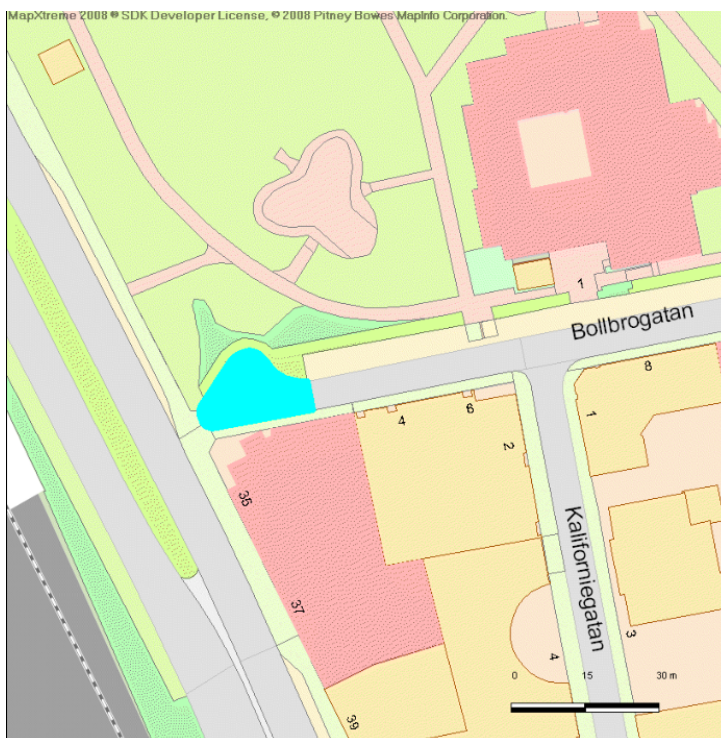 MapXtreme 2008 ® SDK Developer License, © 2008 Pitney Bowes MapInfo Corporation.
1
Bollbrogatan
8
4
6
2
1
35
Kaliforniegatan
37
3
4
0 15 30 m
39